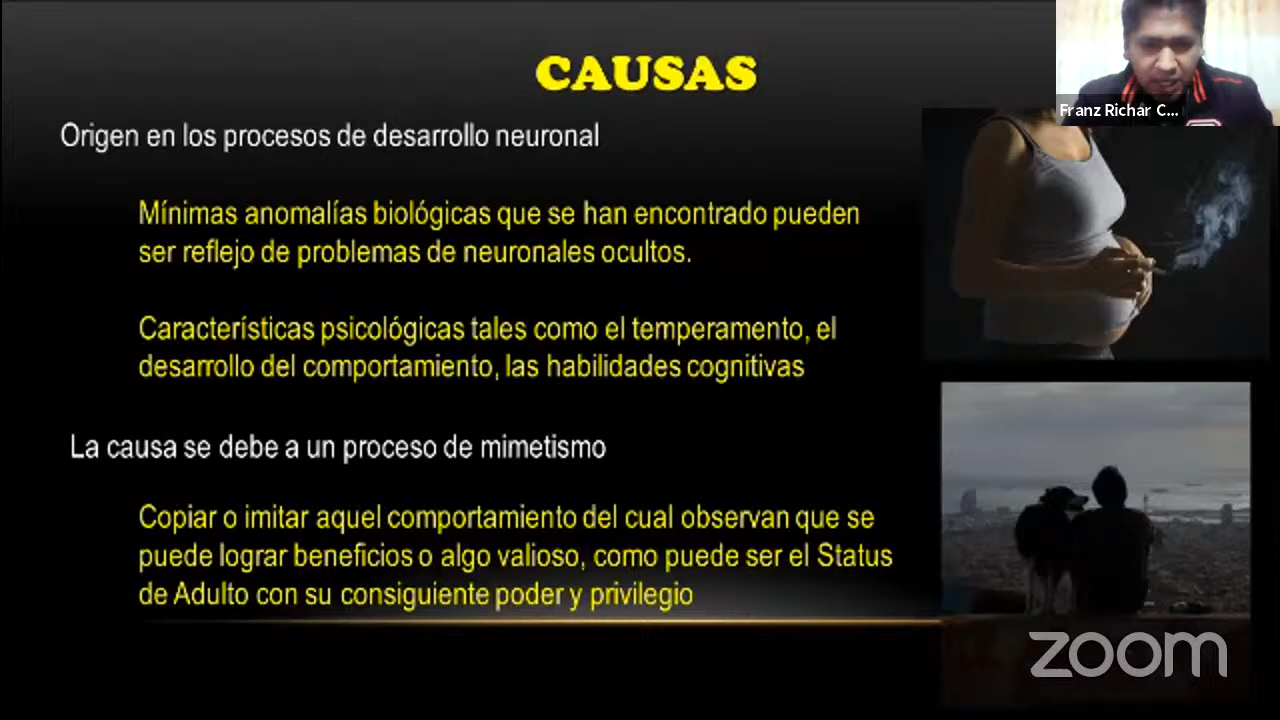 CAUSAS
Franz Richar C...
Origen en los procesos de desarrollo neuronal
Mínimas anomalías biológicas que se han encontrado pueden
ser reflejo de problemas de neuronales ocultos.
Características psicológicas tales como el temperamento, el
desarrollo del comportamiento, las habilidades cognitivas
La causa se debe a un proceso de mimetismo
Copiar o imitar aquel comportamiento del cual observan que se
puede lograr beneficios o algo valioso, como puede ser el Status
de Adulto con su consiguiente poder y privilegio
zoom